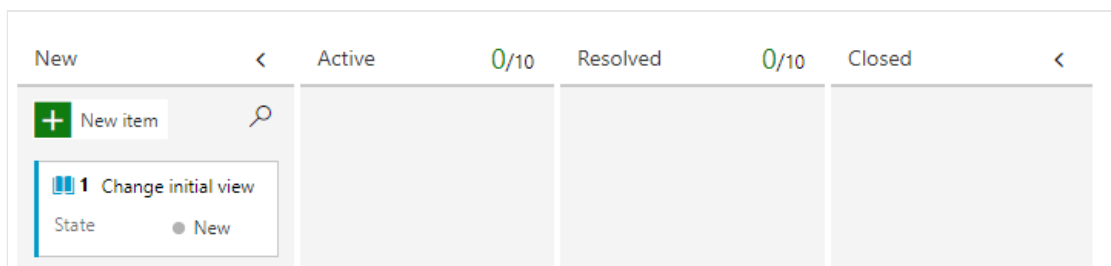 New
Active 0/10
Resolved 0/10
Closed
New item
1 Change initial view
State New